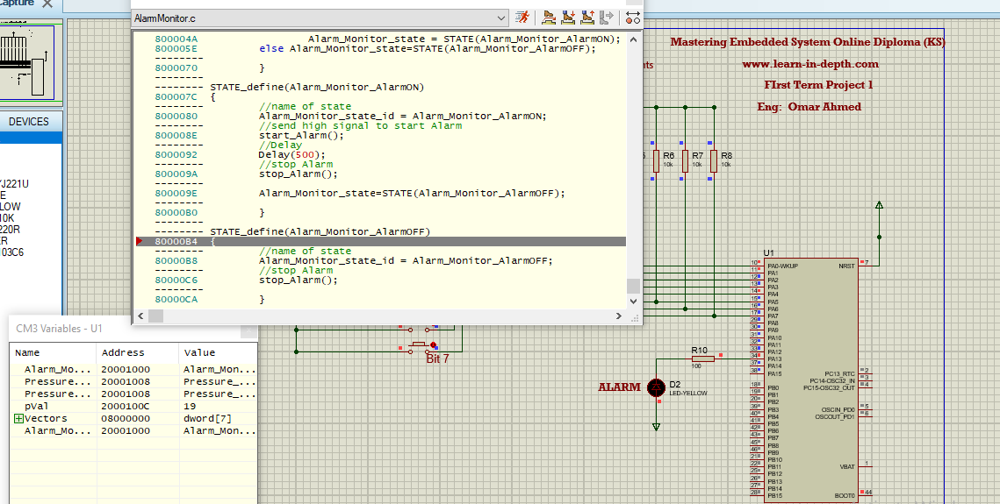 Capture
AlarmMonitor.c
800004A Alarm_Monitor_state = STATE(Alarm_Monitor_AlarmON);
800005E else Alarm_Monitor_state=STATE(Alarm_Monitor_AlarmOFF);
--------
8000070 }
--------
-------- STATE_define(Alarm_Monitor_AlarmON)
800007C {
-------- //name of state
8000080 Alarm_Monitor_state_id = Alarm_Monitor_AlarmON;
-------- //send high signal to start Alarm
800008E start_Alarm();
-------- //Delay
8000092 Delay(500);
-------- //stop Alarm
800009A stop_Alarm();
--------
800009E Alarm_Monitor_state=STATE(Alarm_Monitor_AlarmOFF);
--------
80000B0 }
--------
-------- STATE_define(Alarm_Monitor_AlarmOFF)
80000B4 {
-------- //name of state
80000B8 Alarm_Monitor_state_id = Alarm_Monitor_AlarmOFF;
-------- //stop Alarm
80000C6 stop_Alarm();
--------
80000CA }
Mastering Embedded System Online Diploma (KS)
www.learn-in-depth.com
FIrst Term Project 1
Eng: Omar Ahmed
DEVICES
YJ221U
E
LOW
10K
220R
ER
103C6
R6
10k
R7
10k
R8
10k
CM3 Variables - U1
Name Address Value
Alarm_Mo... 20001000 Alarm_Mon...
Pressure... 20001008 Pressure_...
Pressure... 20001008 Pressure_...
pVal 2000100C 19
Vectors 08000000 dword[7]
Alarm_Mo... 20001000 Alarm_Mon...
Bit 7
R10
100
ALARM
D2
LED-YELLOW
U1
10 PA0-WKUP
11 PA1
12 PA2
13 PA3
14 PA4
15 PA5
16 PA6
17 PA7
29 PA8
30 PA9
31 PA10
32 PA11
33 PA12
34 PA13
37 PA14
38 PA15
18 PB0
19 PB1
20 PB2
39 PB3
40 PB4
41 PB5
42 PB6
43 PB7
45 PB8
46 PB9
21 PB10
22 PB11
25 PB12
26 PB13
27 PB14
28 PB15
NRST 7
PC13_RTC 2
PC14-OSC32_IN 3
PC15-OSC32_OUT 4
OSCIN_PD0 5
OSCOUT_PD1 6
VBAT 1
BOOT0 44